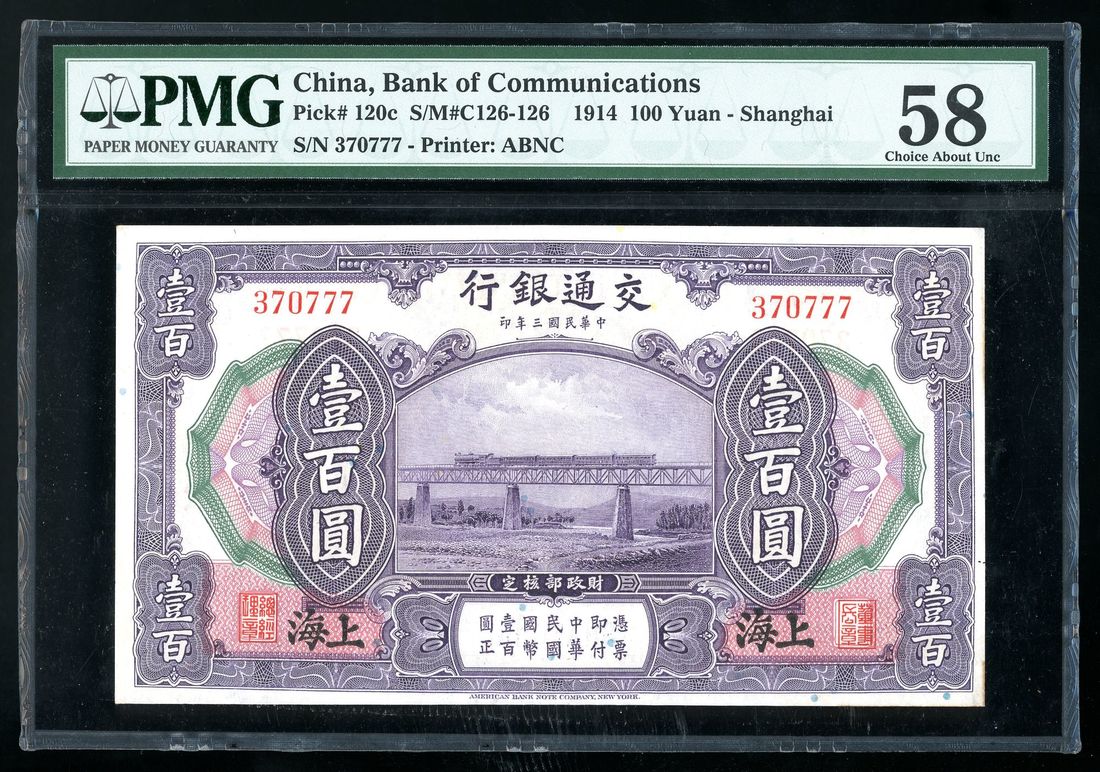 PMG
PAPER MONEY GUARANTY
China, Bank of Communications
Pick# 120c S/M#C126-126 1914 100 Yuan - Shanghai
S/N 370777 - Printer: ABNC
58
Choice About Unc
壹百
壹百
交通銀行
370777
370777
中華民國三年印
壹百圓
壹百圓
財政部核定
憑票即付中華民國國幣壹百圓正
上海
上海
總經理章
壹百
壹百
AMERICAN BANK NOTE COMPANY, NEW YORK.